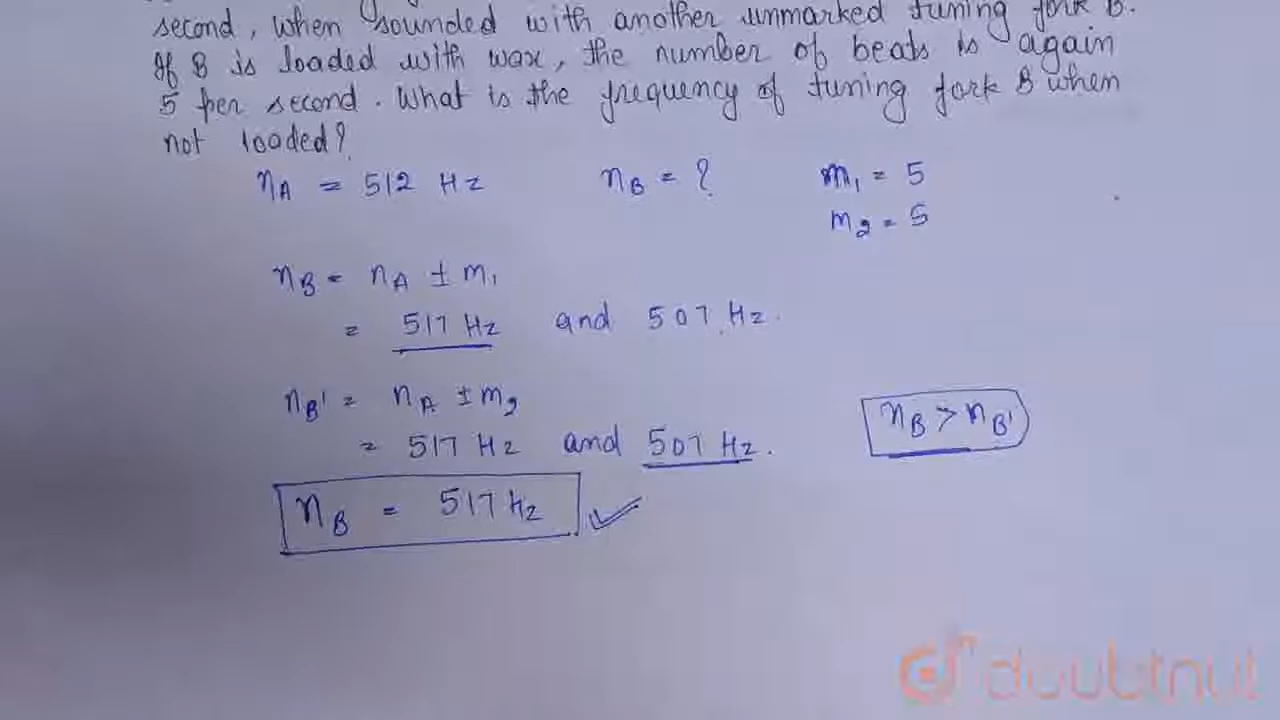 second, when sounded with another unmarked tuning fork B.
If B is loaded with wax, the number of beats is again
5 per second. What is the frequency of tuning fork B when
not loaded?
nA = 512 Hz nB = ? m1 = 5
m2 = 5
nB = nA ± m1
= 517 Hz and 507 Hz.
nB' = nA ± m2
= 517 Hz and 507 Hz.
nB > nB'
nB = 517 Hz ✓
doubtnut